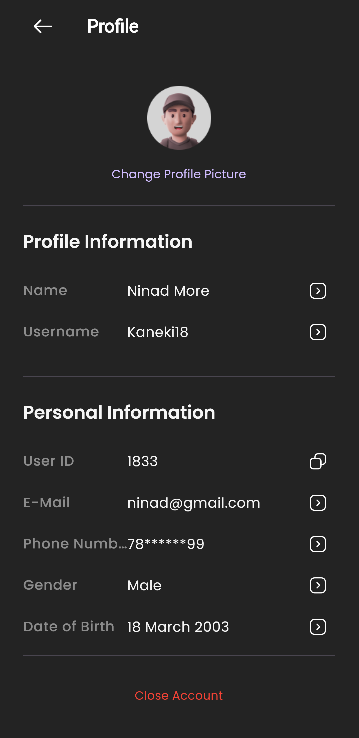 Profile
Change Profile Picture
Profile Information
Name Ninad More
Username Kaneki18
Personal Information
User ID 1833
E-Mail ninad@gmail.com
Phone Numb...78******99
Gender Male
Date of Birth 18 March 2003
Close Account